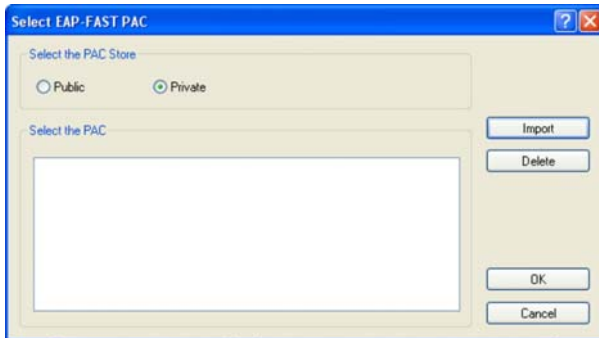 Select EAP-FAST PAC
Select the PAC Store
Public
Private
Import
Select the PAC
Delete
OK
Cancel